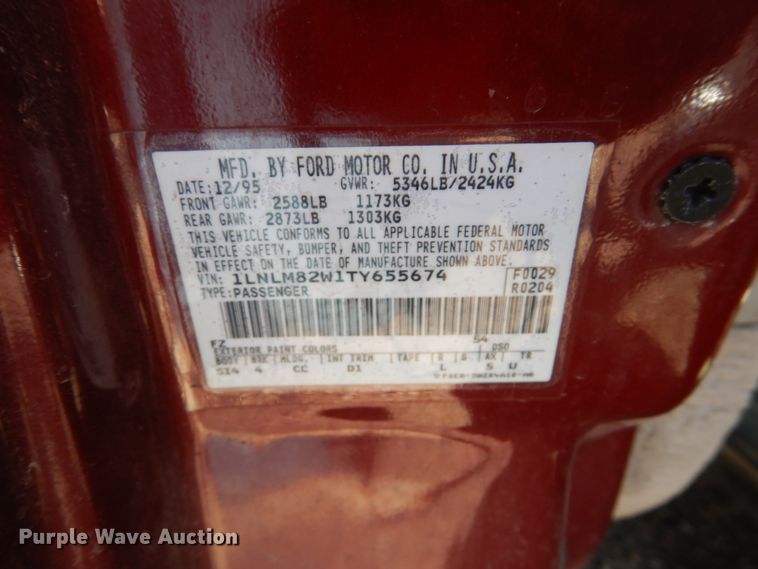 MFD. BY FORD MOTOR CO. IN U.S.A.
DATE: 12/95 GVWR: 5346LB/2424KG
FRONT GAWR: 2588LB 1173KG
REAR GAWR: 2873LB 1303KG
THIS VEHICLE CONFORMS TO ALL APPLICABLE FEDERAL MOTOR
VEHICLE SAFETY, BUMPER, AND THEFT PREVENTION STANDARDS
IN EFFECT ON THE DATE OF MANUFACTURE SHOWN ABOVE.
VIN: 1LNLM82W1TY655674 F0029
TYPE: PASSENGER R0204
54
EXTERIOR PAINT COLORS DSO
BODY BRK MLDG. INT TRIM TAPE R S AX TR
4 CC D1 L S U
Purple Wave Auction